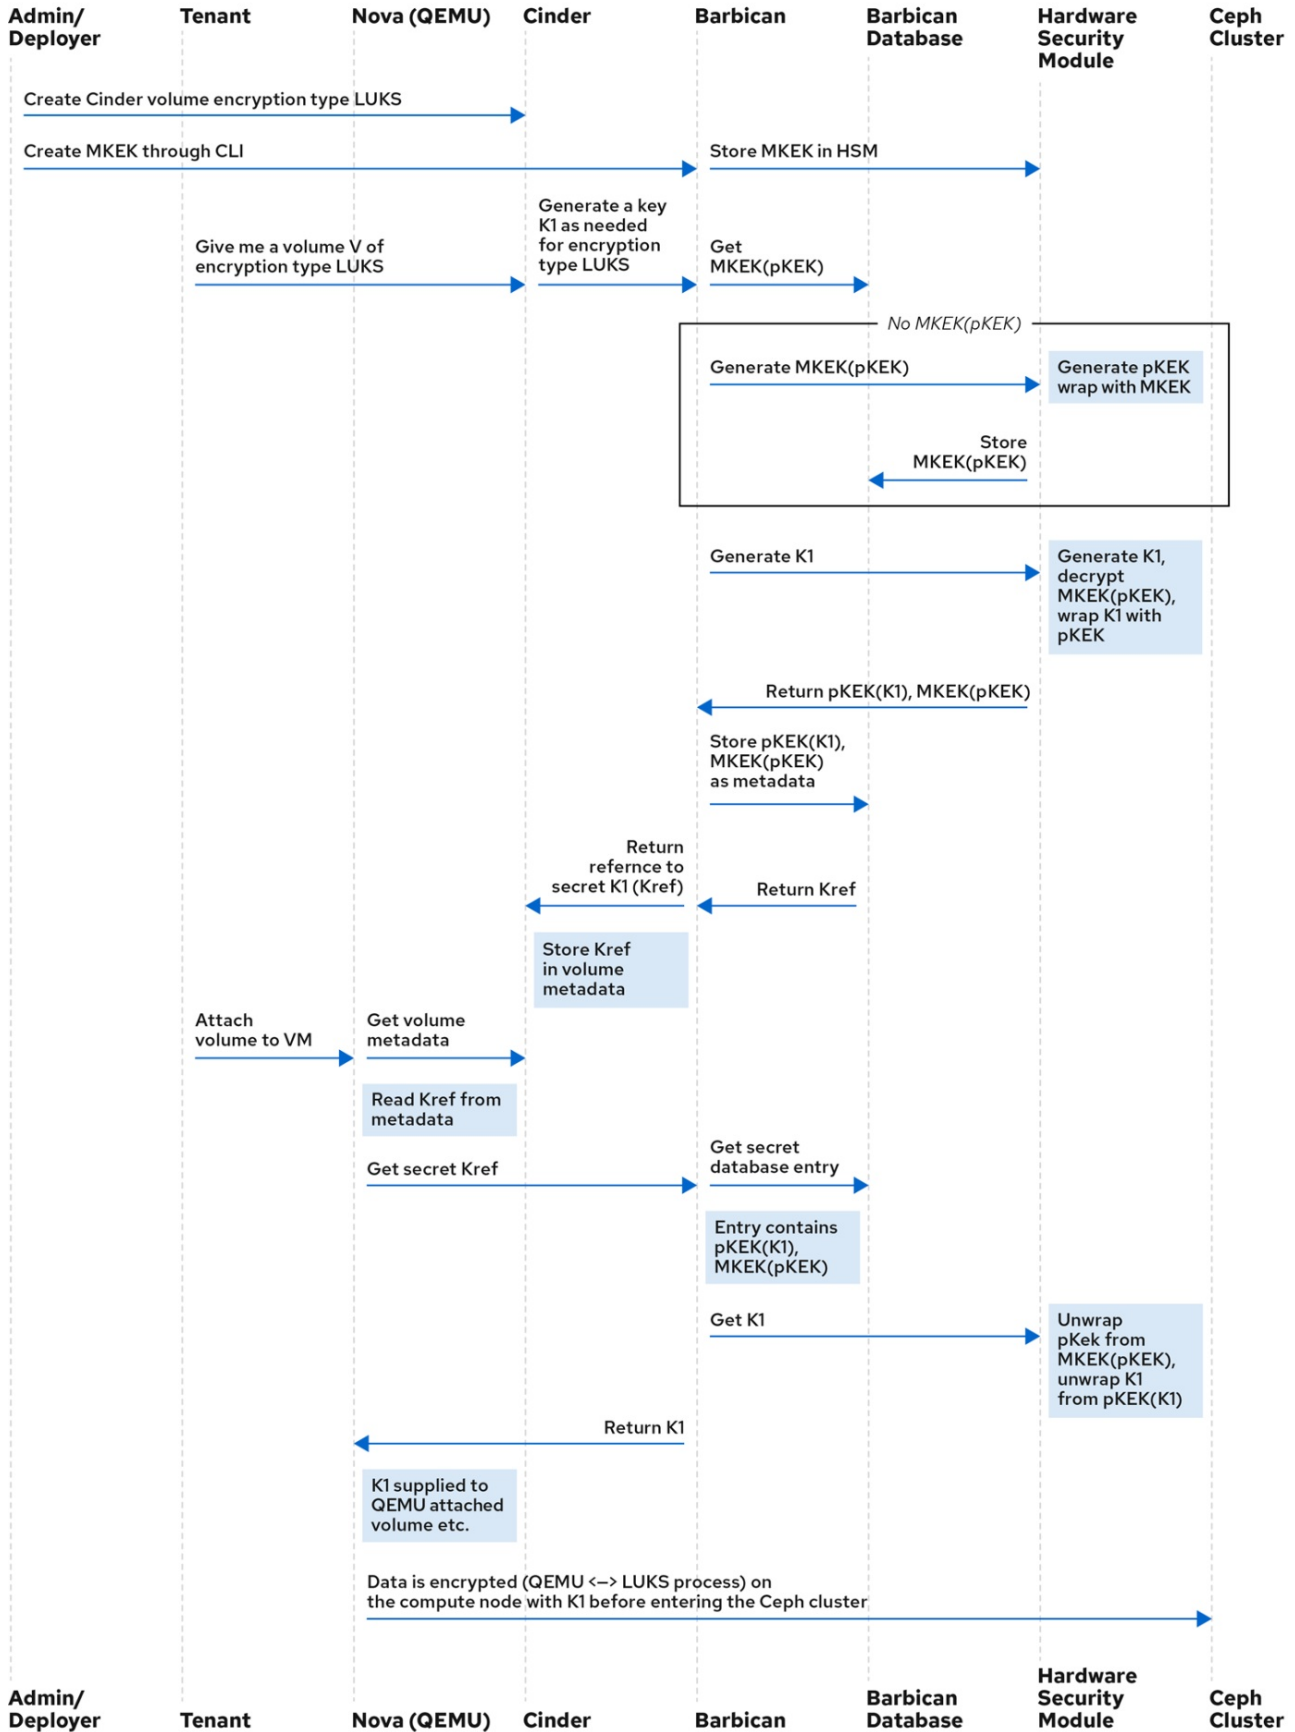 Admin/
Deployer
Tenant
Nova (QEMU)
Cinder
Barbican
Barbican
Database
Hardware
Security
Module
Ceph
Cluster
Create Cinder volume encryption type LUKS
Create MKEK through CLI
Store MKEK in HSM
Give me a volume V of
encryption type LUKS
Generate a key
K1 as needed
for encryption
type LUKS
Get
MKEK(pKEK)
No MKEK(pKEK)
Generate MKEK(pKEK)
Generate pKEK
wrap with MKEK
Store
MKEK(pKEK)
Generate K1
Generate K1,
decrypt
MKEK(pKEK),
wrap K1 with
pKEK
Return pKEK(K1), MKEK(pKEK)
Store pKEK(K1),
MKEK(pKEK)
as metadata
Return
refernce to
secret K1 (Kref)
Return Kref
Store Kref
in volume
metadata
Attach
volume to VM
Get volume
metadata
Read Kref from
metadata
Get secret Kref
Get secret
database entry
Entry contains
pKEK(K1),
MKEK(pKEK)
Get K1
Unwrap
pKek from
MKEK(pKEK),
unwrap K1
from pKEK(K1)
Return K1
K1 supplied to
QEMU attached
volume etc.
Data is encrypted (QEMU <—> LUKS process) on
the compute node with K1 before entering the Ceph cluster
Admin/
Deployer
Tenant
Nova (QEMU)
Cinder
Barbican
Barbican
Database
Hardware
Security
Module
Ceph
Cluster